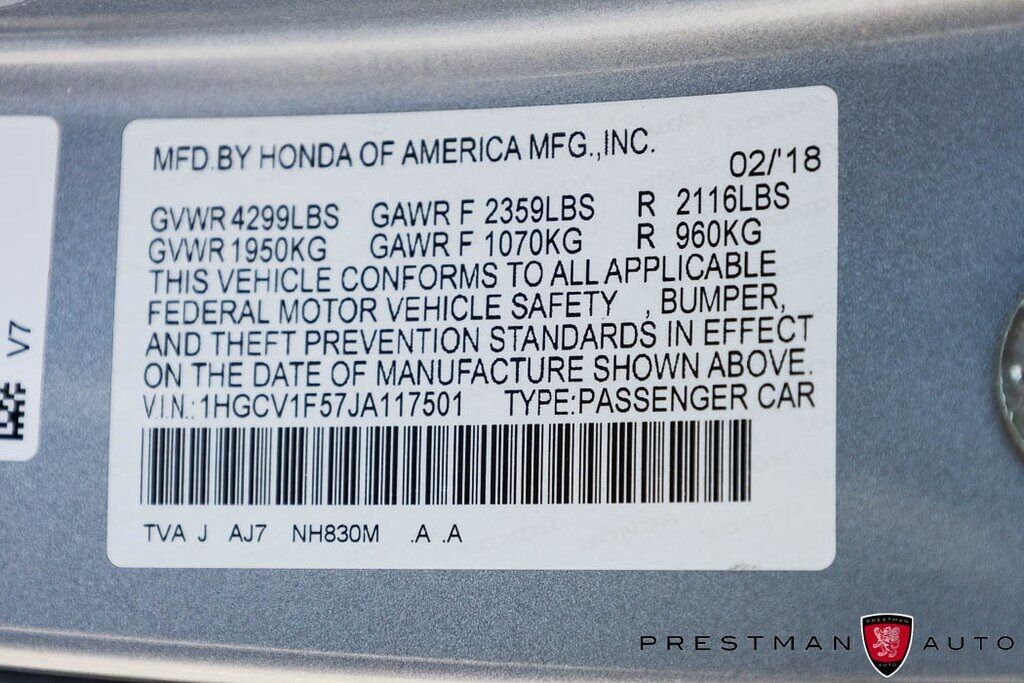 MFD.BY HONDA OF AMERICA MFG.,INC.
02/'18
GVWR 4299LBS GAWR F 2359LBS R 2116LBS
GVWR 1950KG GAWR F 1070KG R 960KG
THIS VEHICLE CONFORMS TO ALL APPLICABLE
FEDERAL MOTOR VEHICLE SAFETY , BUMPER,
AND THEFT PREVENTION STANDARDS IN EFFECT
ON THE DATE OF MANUFACTURE SHOWN ABOVE.
V.I.N.:1HGCV1F57JA117501 TYPE:PASSENGER CAR
TVA J AJ7 NH830M .A .A
V7
PRESTMAN AUTO
PRESTMAN
AUTO